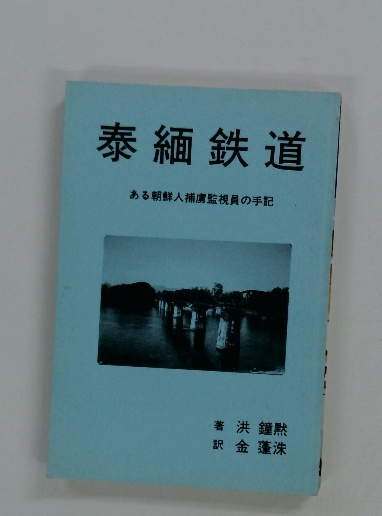 泰緬鉄道
ある朝鮮人捕虜監視員の手記
著 洪 鐘黙
訳 金 蓬洙